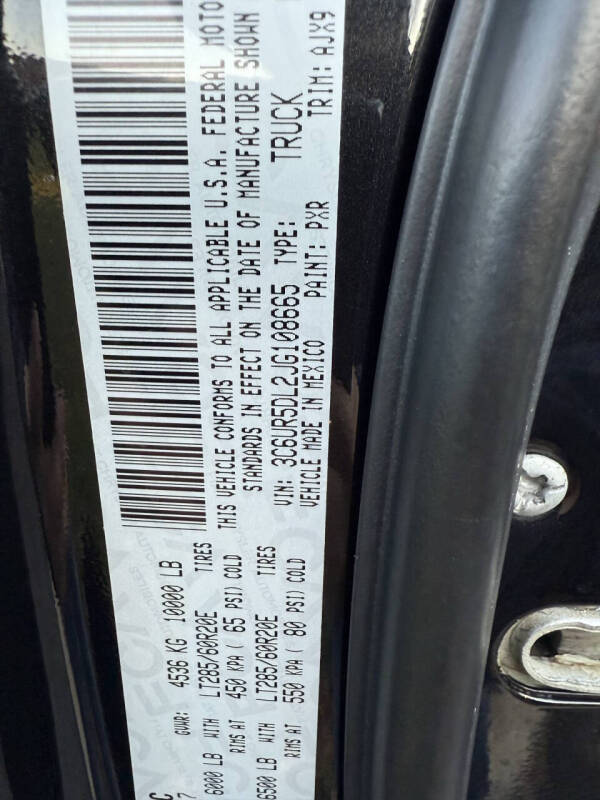 C
7
GVWR: 4536 KG 10000 LB
6000 LB WITH LT285/60R20E TIRES
RIMS AT 450 KPA ( 65 PSI) COLD
6500 LB WITH LT285/60R20E TIRES
RIMS AT 550 KPA ( 80 PSI) COLD
THIS VEHICLE CONFORMS TO ALL APPLICABLE U.S.A. FEDERAL MOTO
STANDARDS IN EFFECT ON THE DATE OF MANUFACTURE SHOWN
VIN: 3C6UR5DL2JG108665 TYPE: TRUCK
VEHICLE MADE IN MEXICO PAINT: PXR TRIM: AJX9